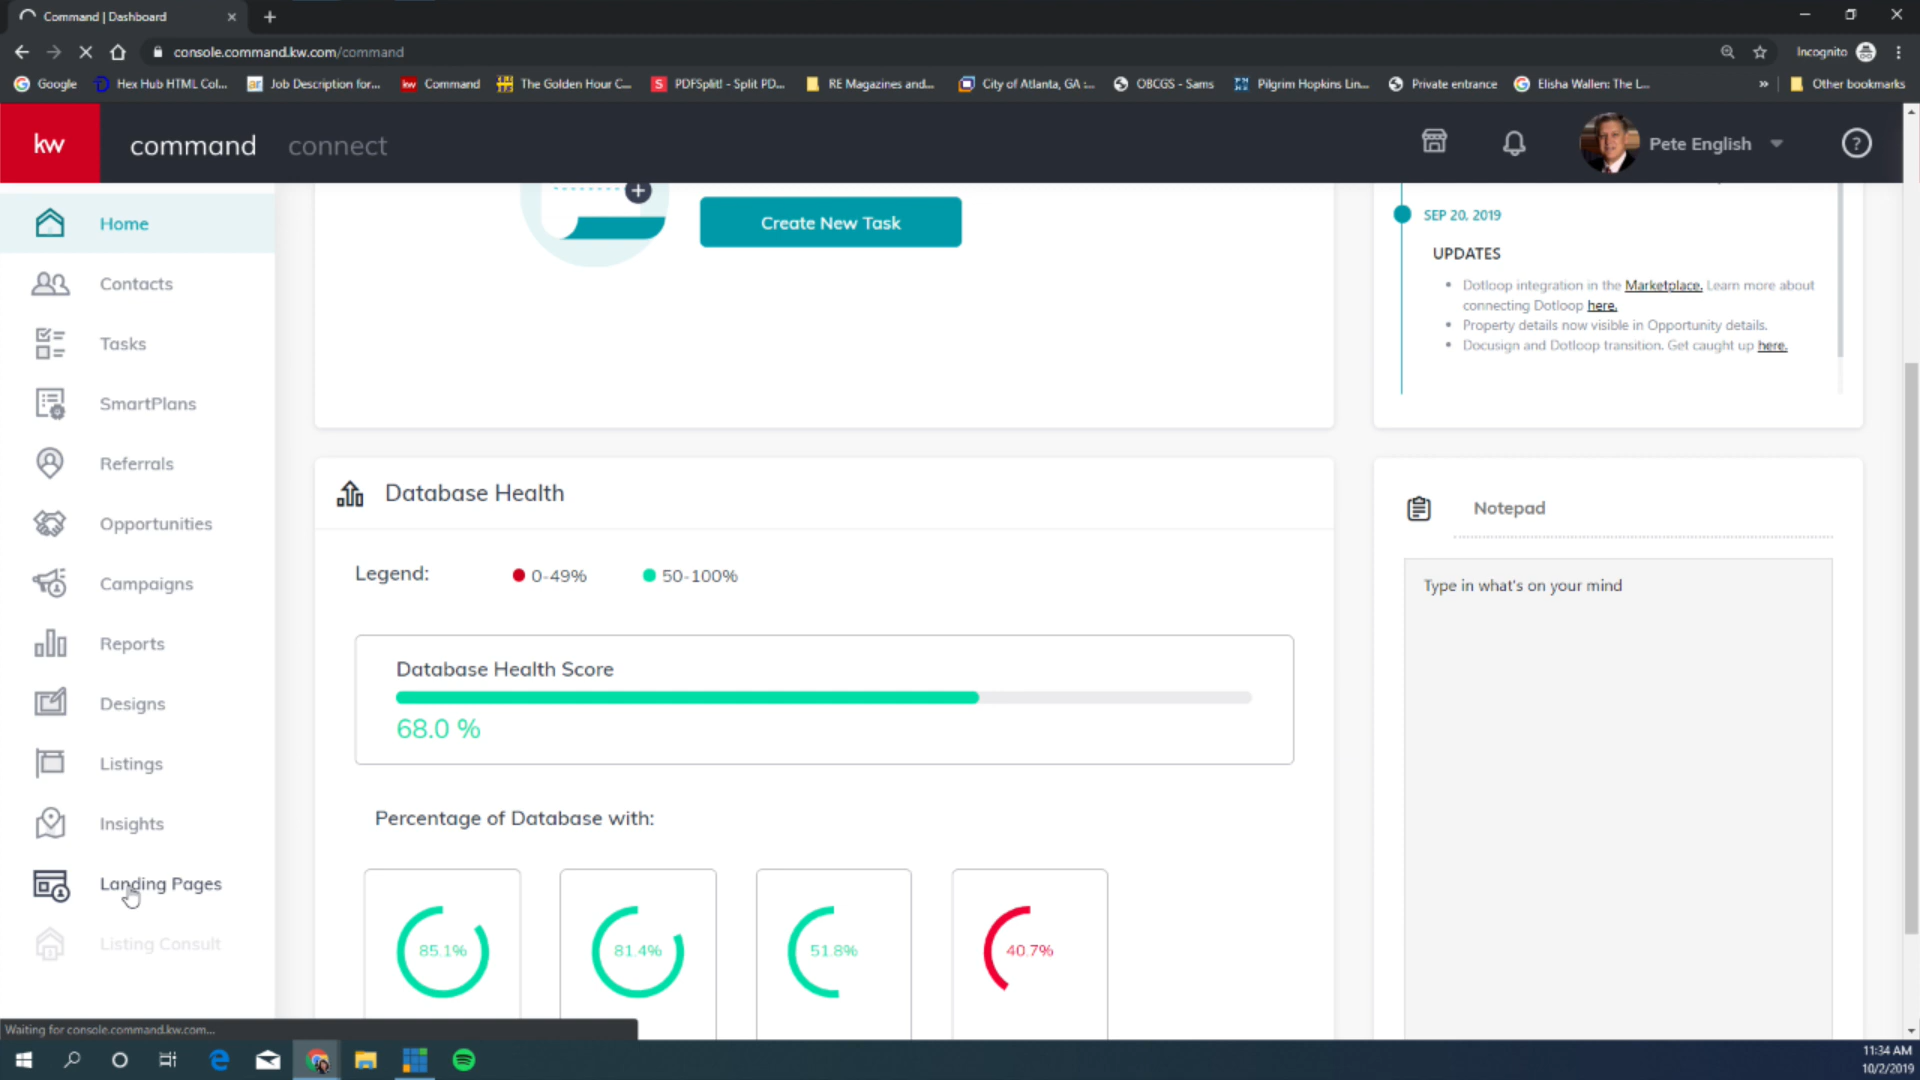 Command | Dashboard
console.command.kw.com/command
Incognito
Google
Hex Hub HTML Col...
Job Description for...
kw Command
The Golden Hour C...
S PDFSplit! - Split PD...
RE Magazines and...
City of Atlanta, GA :...
OBCGS - Sams
Pilgrim Hopkins Lin...
Private entrance
Elisha Wallen: The L...
»
Other bookmarks
kw
command
connect
Pete English
?
Home
Contacts
Tasks
SmartPlans
Referrals
Opportunities
Campaigns
Reports
Designs
Listings
Insights
Landing Pages
Listing Consult
Create New Task
SEP 20, 2019
UPDATES
Dotloop integration in the Marketplace. Learn more about
connecting Dotloop here.
Property details now visible in Opportunity details.
Docusign and Dotloop transition. Get caught up here.
Database Health
Legend:
0-49%
50-100%
Database Health Score
68.0 %
Percentage of Database with:
85.1%
81.4%
51.8%
40.7%
Notepad
Type in what's on your mind
Waiting for console.command.kw.com...
11:34 AM
10/2/2019